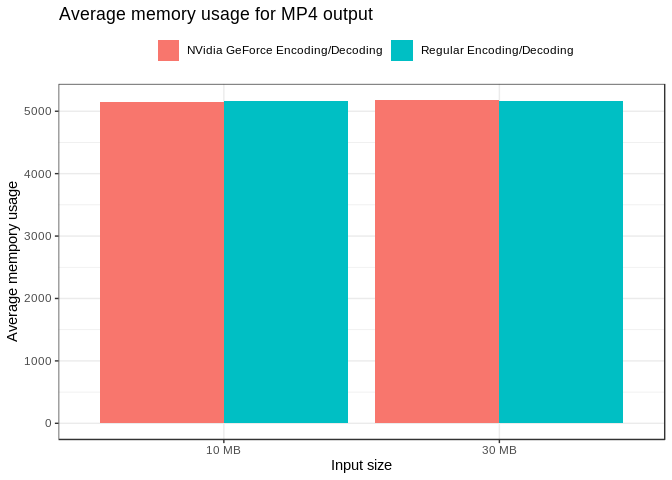 Average memory usage for MP4 output
NVidia GeForce Encoding/Decoding Regular Encoding/Decoding
5000
4000
3000
2000
1000
0
Average mempory usage
10 MB 30 MB
Input size